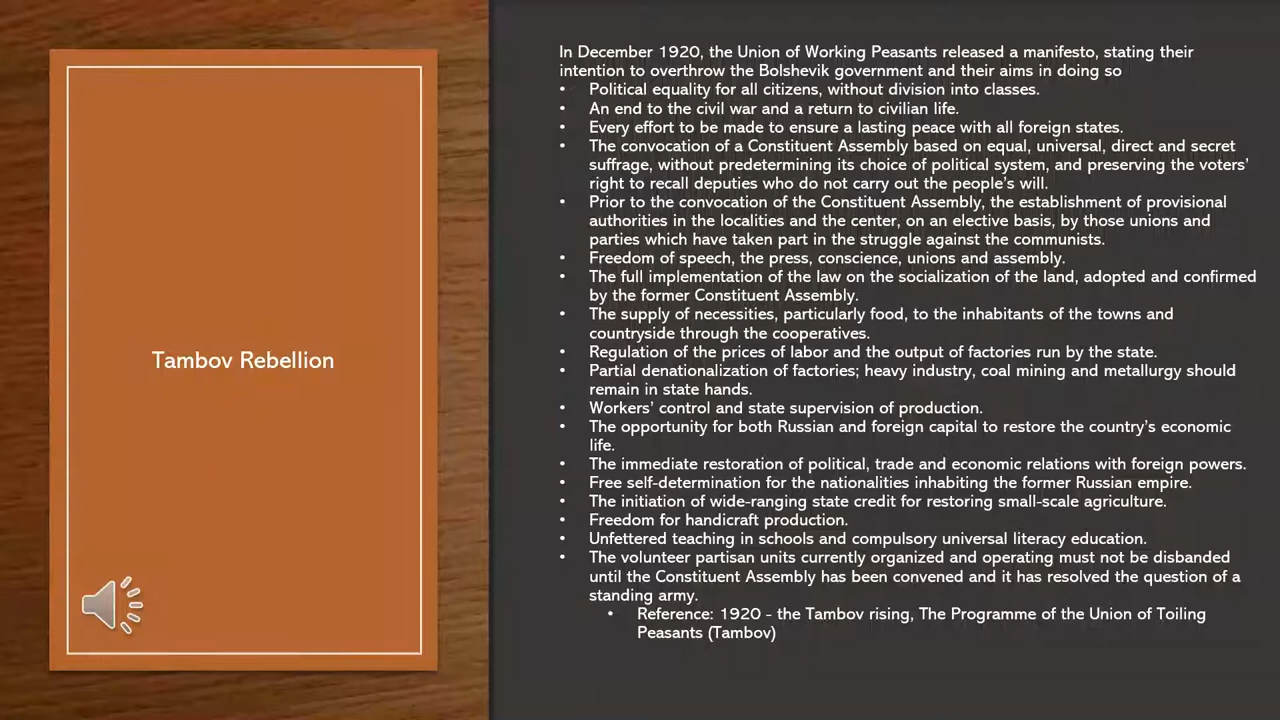 Tambov Rebellion
In December 1920, the Union of Working Peasants released a manifesto, stating their
intention to overthrow the Bolshevik government and their aims in doing so
• Political equality for all citizens, without division into classes.
• An end to the civil war and a return to civilian life.
• Every effort to be made to ensure a lasting peace with all foreign states.
• The convocation of a Constituent Assembly based on equal, universal, direct and secret
suffrage, without predetermining its choice of political system, and preserving the voters'
right to recall deputies who do not carry out the people's will.
• Prior to the convocation of the Constituent Assembly, the establishment of provisional
authorities in the localities and the center, on an elective basis, by those unions and
parties which have taken part in the struggle against the communists.
• Freedom of speech, the press, conscience, unions and assembly.
• The full implementation of the law on the socialization of the land, adopted and confirmed
by the former Constituent Assembly.
• The supply of necessities, particularly food, to the inhabitants of the towns and
countryside through the cooperatives.
• Regulation of the prices of labor and the output of factories run by the state.
• Partial denationalization of factories; heavy industry, coal mining and metallurgy should
remain in state hands.
• Workers' control and state supervision of production.
• The opportunity for both Russian and foreign capital to restore the country's economic
life.
• The immediate restoration of political, trade and economic relations with foreign powers.
• Free self-determination for the nationalities inhabiting the former Russian empire.
• The initiation of wide-ranging state credit for restoring small-scale agriculture.
• Freedom for handicraft production.
• Unfettered teaching in schools and compulsory universal literacy education.
• The volunteer partisan units currently organized and operating must not be disbanded
until the Constituent Assembly has been convened and it has resolved the question of a
standing army.
• Reference: 1920 - the Tambov rising, The Programme of the Union of Toiling
Peasants (Tambov)